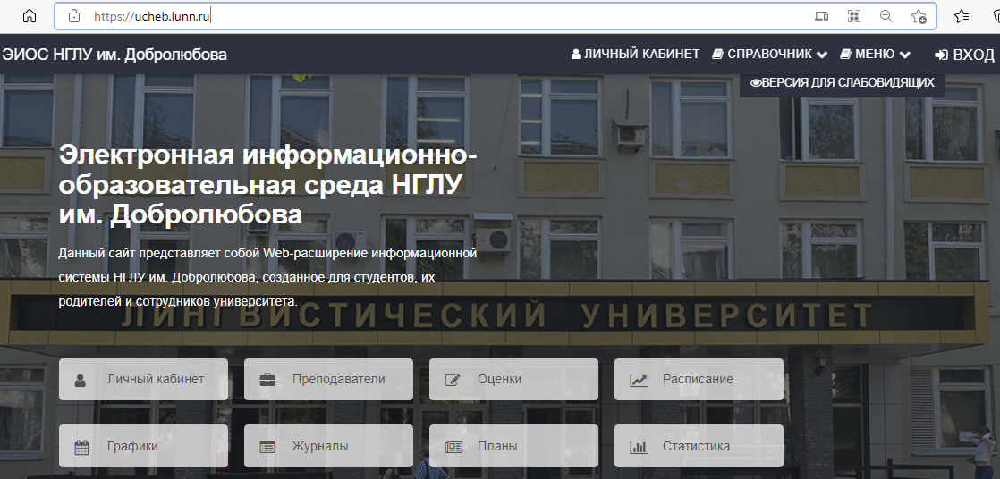 https://ucheb.lunn.ru
ЭИОС НГЛУ им. Добролюбова
ЛИЧНЫЙ КАБИНЕТ
СПРАВОЧНИК
МЕНЮ
ВХОД
ВЕРСИЯ ДЛЯ СЛАБОВИДЯЩИХ
Электронная информационно-
образовательная среда НГЛУ
им. Добролюбова
Данный сайт представляет собой Web-расширение информационной
системы НГЛУ им. Добролюбова, созданное для студентов, их
родителей и сотрудников университета.
ЛИНГВИСТИЧЕСКИЙ УНИВЕРСИТЕТ
Личный кабинет
Преподаватели
Оценки
Расписание
Графики
Журналы
Планы
Статистика